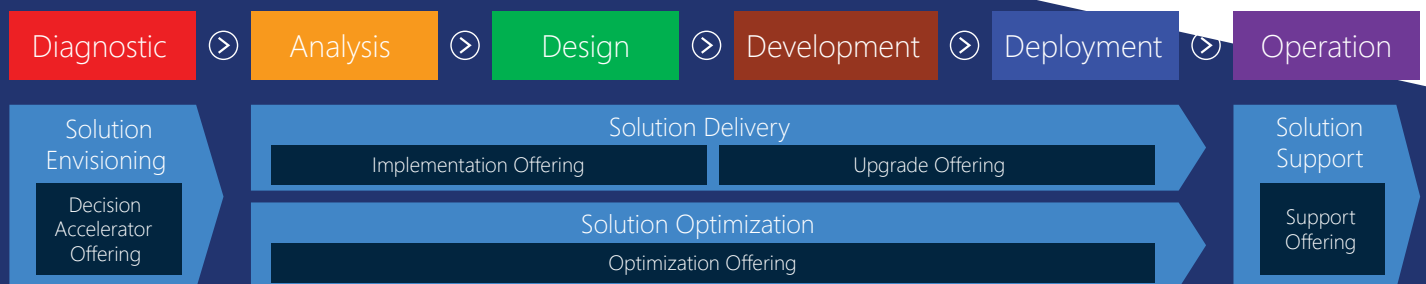 Diagnostic
Analysis
Design
Development
Deployment
Operation
Solution
Envisioning
Decision
Accelerator
Offering
Solution Delivery
Implementation Offering
Upgrade Offering
Solution Optimization
Optimization Offering
Solution
Support
Support
Offering